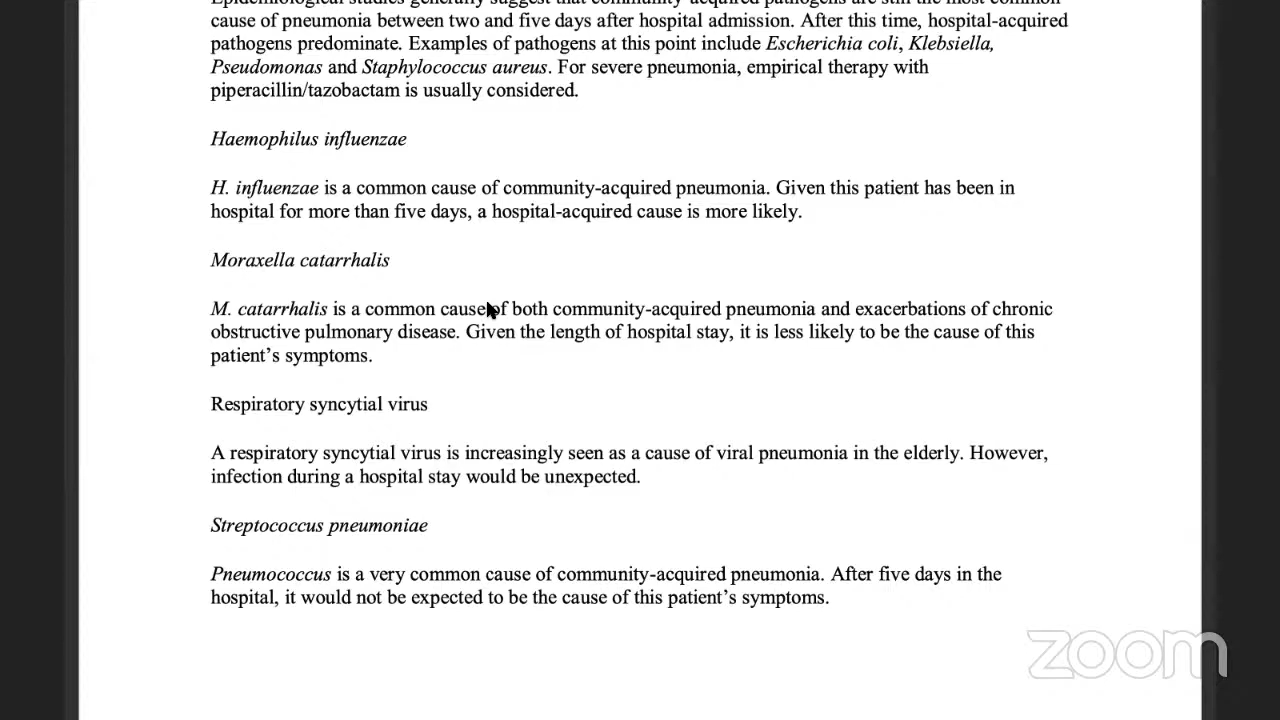 Epidemiological studies generally suggest that community-acquired pathogens are still the most common
cause of pneumonia between two and five days after hospital admission. After this time, hospital-acquired
pathogens predominate. Examples of pathogens at this point include Escherichia coli, Klebsiella,
Pseudomonas and Staphylococcus aureus. For severe pneumonia, empirical therapy with
piperacillin/tazobactam is usually considered.
Haemophilus influenzae
H. influenzae is a common cause of community-acquired pneumonia. Given this patient has been in
hospital for more than five days, a hospital-acquired cause is more likely.
Moraxella catarrhalis
M. catarrhalis is a common cause of both community-acquired pneumonia and exacerbations of chronic
obstructive pulmonary disease. Given the length of hospital stay, it is less likely to be the cause of this
patient’s symptoms.
Respiratory syncytial virus
A respiratory syncytial virus is increasingly seen as a cause of viral pneumonia in the elderly. However,
infection during a hospital stay would be unexpected.
Streptococcus pneumoniae
Pneumococcus is a very common cause of community-acquired pneumonia. After five days in the
hospital, it would not be expected to be the cause of this patient’s symptoms.
zoom